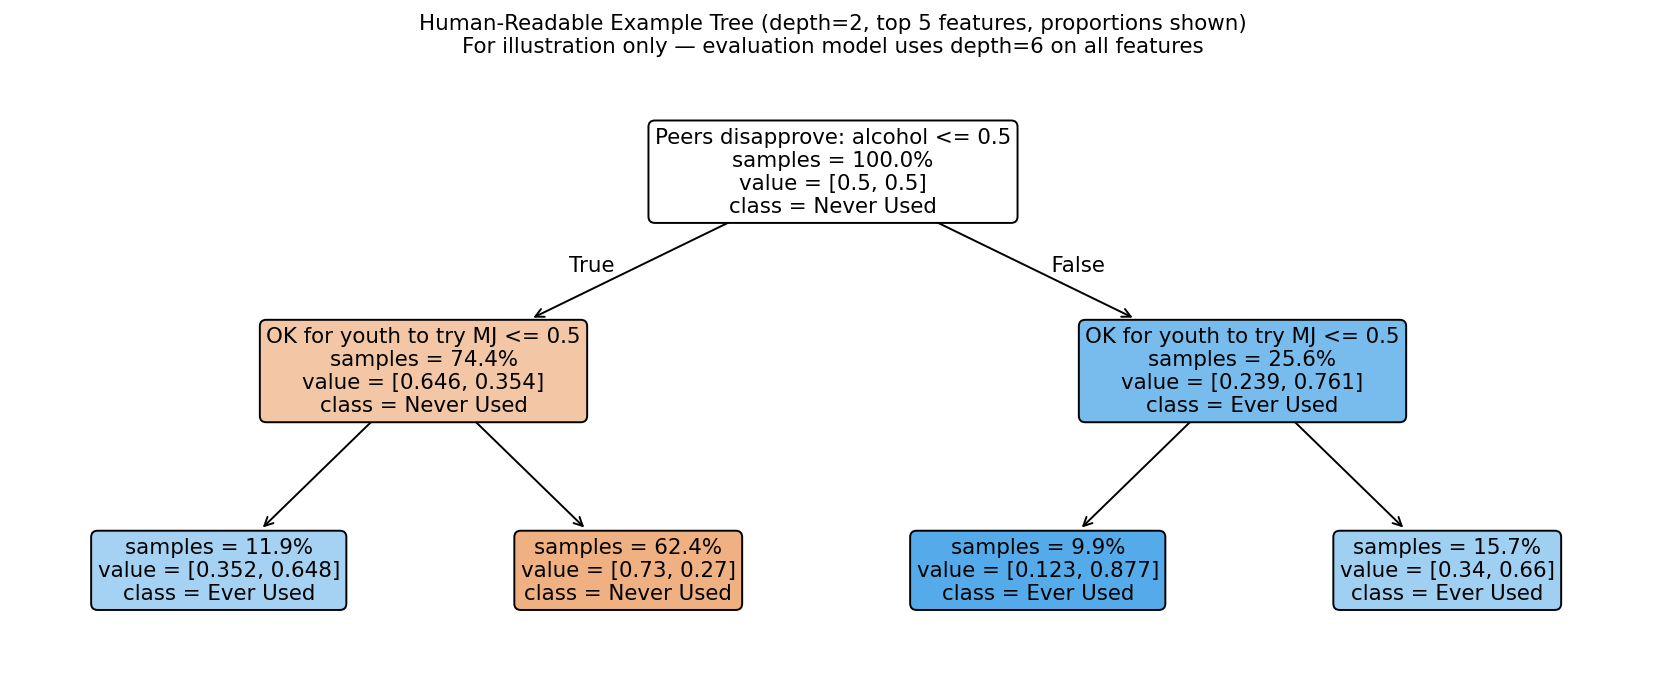 Human-Readable Example Tree (depth=2, top 5 features, proportions shown)
For illustration only — evaluation model uses depth=6 on all features
Peers disapprove: alcohol <= 0.5
samples = 100.0%
value = [0.5, 0.5]
class = Never Used
True
False
OK for youth to try MJ <= 0.5
samples = 74.4%
value = [0.646, 0.354]
class = Never Used
OK for youth to try MJ <= 0.5
samples = 25.6%
value = [0.239, 0.761]
class = Ever Used
samples = 11.9%
value = [0.352, 0.648]
class = Ever Used
samples = 62.4%
value = [0.73, 0.27]
class = Never Used
samples = 9.9%
value = [0.123, 0.877]
class = Ever Used
samples = 15.7%
value = [0.34, 0.66]
class = Ever Used